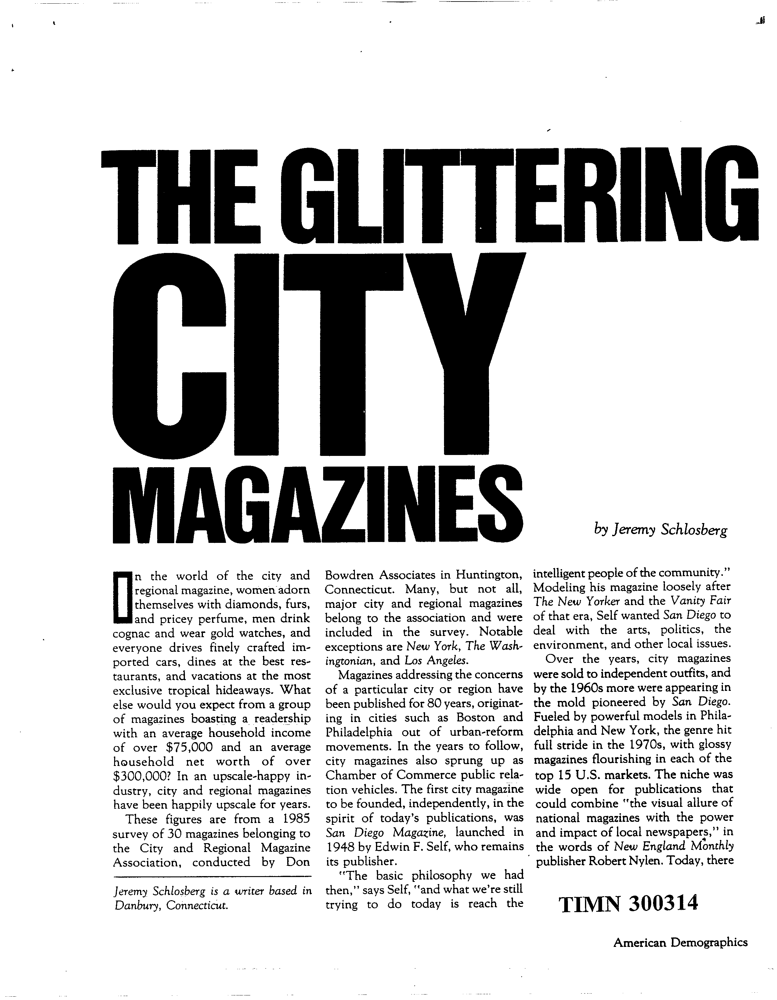 THE GLITTERING
CITY
MAGAZINES
by Jeremy Schlosberg
In the world of the city and
regional magazine, women adorn
themselves with diamonds, furs,
and pricey perfume, men drink
cognac and wear gold watches, and
everyone drives finely crafted im-
ported cars, dines at the best res-
taurants, and vacations at the most
exclusive tropical hideaways. What
else would you expect from a group
of magazines boasting a readership
with an average household income
of over $75,000 and an average
household net worth of over
$300,000? In an upscale-happy in-
dustry, city and regional magazines
have been happily upscale for years.
These figures are from a 1985
survey of 30 magazines belonging to
the City and Regional Magazine
Association, conducted by Don
Jeremy Schlosberg is a writer based in
Danbury, Connecticut.
Bowdren Associates in Huntington,
Connecticut. Many, but not all,
major city and regional magazines
belong to the association and were
included in the survey. Notable
exceptions are New York, The Wash-
ingtonian, and Los Angeles.
Magazines addressing the concerns
of a particular city or region have
been published for 80 years, originat-
ing in cities such as Boston and
Philadelphia out of urban-reform
movements. In the years to follow,
city magazines also sprung up as
Chamber of Commerce public rela-
tion vehicles. The first city magazine
to be founded, independently, in the
spirit of today's publications, was
San Diego Magazine, launched in
1948 by Edwin F. Self, who remains
its publisher.
"The basic philosophy we had
then," says Self, "and what we're still
trying to do today is reach the
intelligent people of the community."
Modeling his magazine loosely after
The New Yorker and the Vanity Fair
of that era, Self wanted San Diego to
deal with the arts, politics, the
environment, and other local issues.
Over the years, city magazines
were sold to independent outfits, and
by the 1960s more were appearing in
the mold pioneered by San Diego.
Fueled by powerful models in Phila-
delphia and New York, the genre hit
full stride in the 1970s, with glossy
magazines flourishing in each of the
top 15 U.S. markets. The niche was
wide open for publications that
could combine "the visual allure of
national magazines with the power
and impact of local newspapers," in
the words of New England Monthly
publisher Robert Nylen. Today, there
TIMN 300314
American Demographics